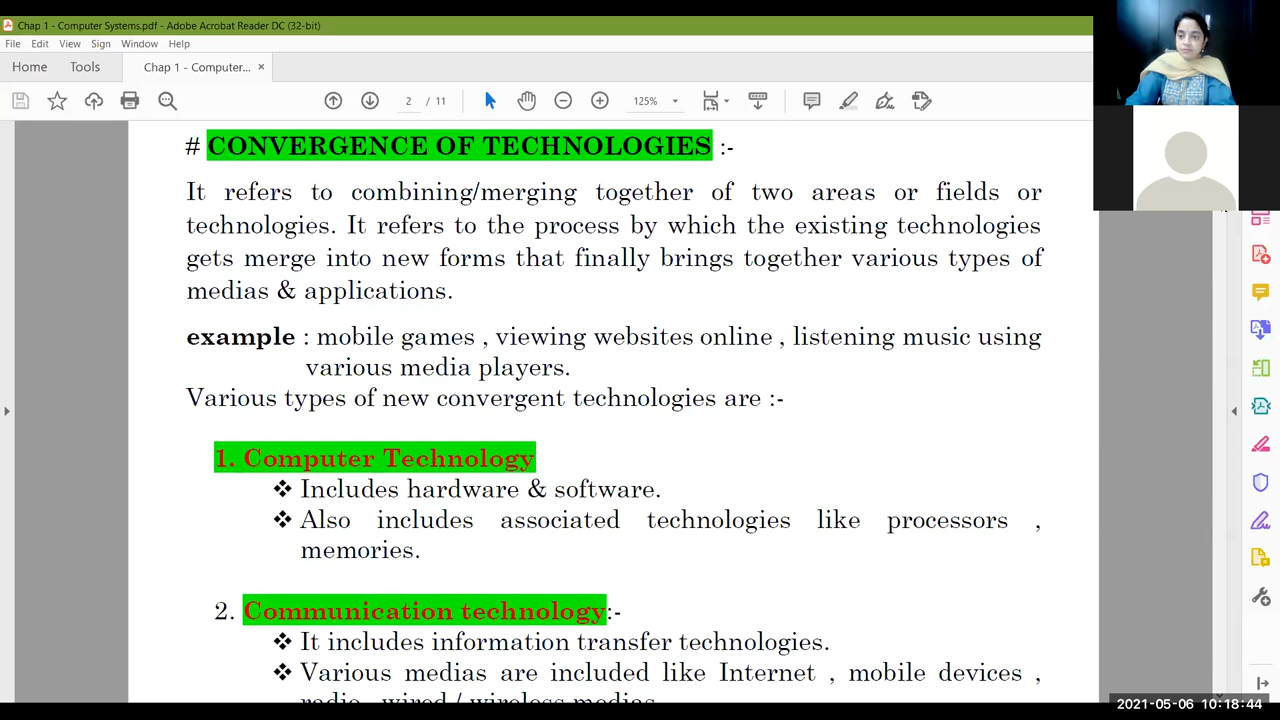 Chap 1 - Computer Systems.pdf - Adobe Acrobat Reader DC (32-bit)
File Edit View Sign Window Help
Home Tools Chap 1 - Computer... ×
2 / 11 125%
# CONVERGENCE OF TECHNOLOGIES :-
It refers to combining/merging together of two areas or fields or
technologies. It refers to the process by which the existing technologies
gets merge into new forms that finally brings together various types of
medias & applications.
example : mobile games , viewing websites online , listening music using
various media players.
Various types of new convergent technologies are :-
1. Computer Technology
❖ Includes hardware & software.
❖ Also includes associated technologies like processors ,
memories.
2. Communication technology:-
❖ It includes information transfer technologies.
❖ Various medias are included like Internet , mobile devices ,
radio , wired / wireless medias
2021-05-06 10:18:44